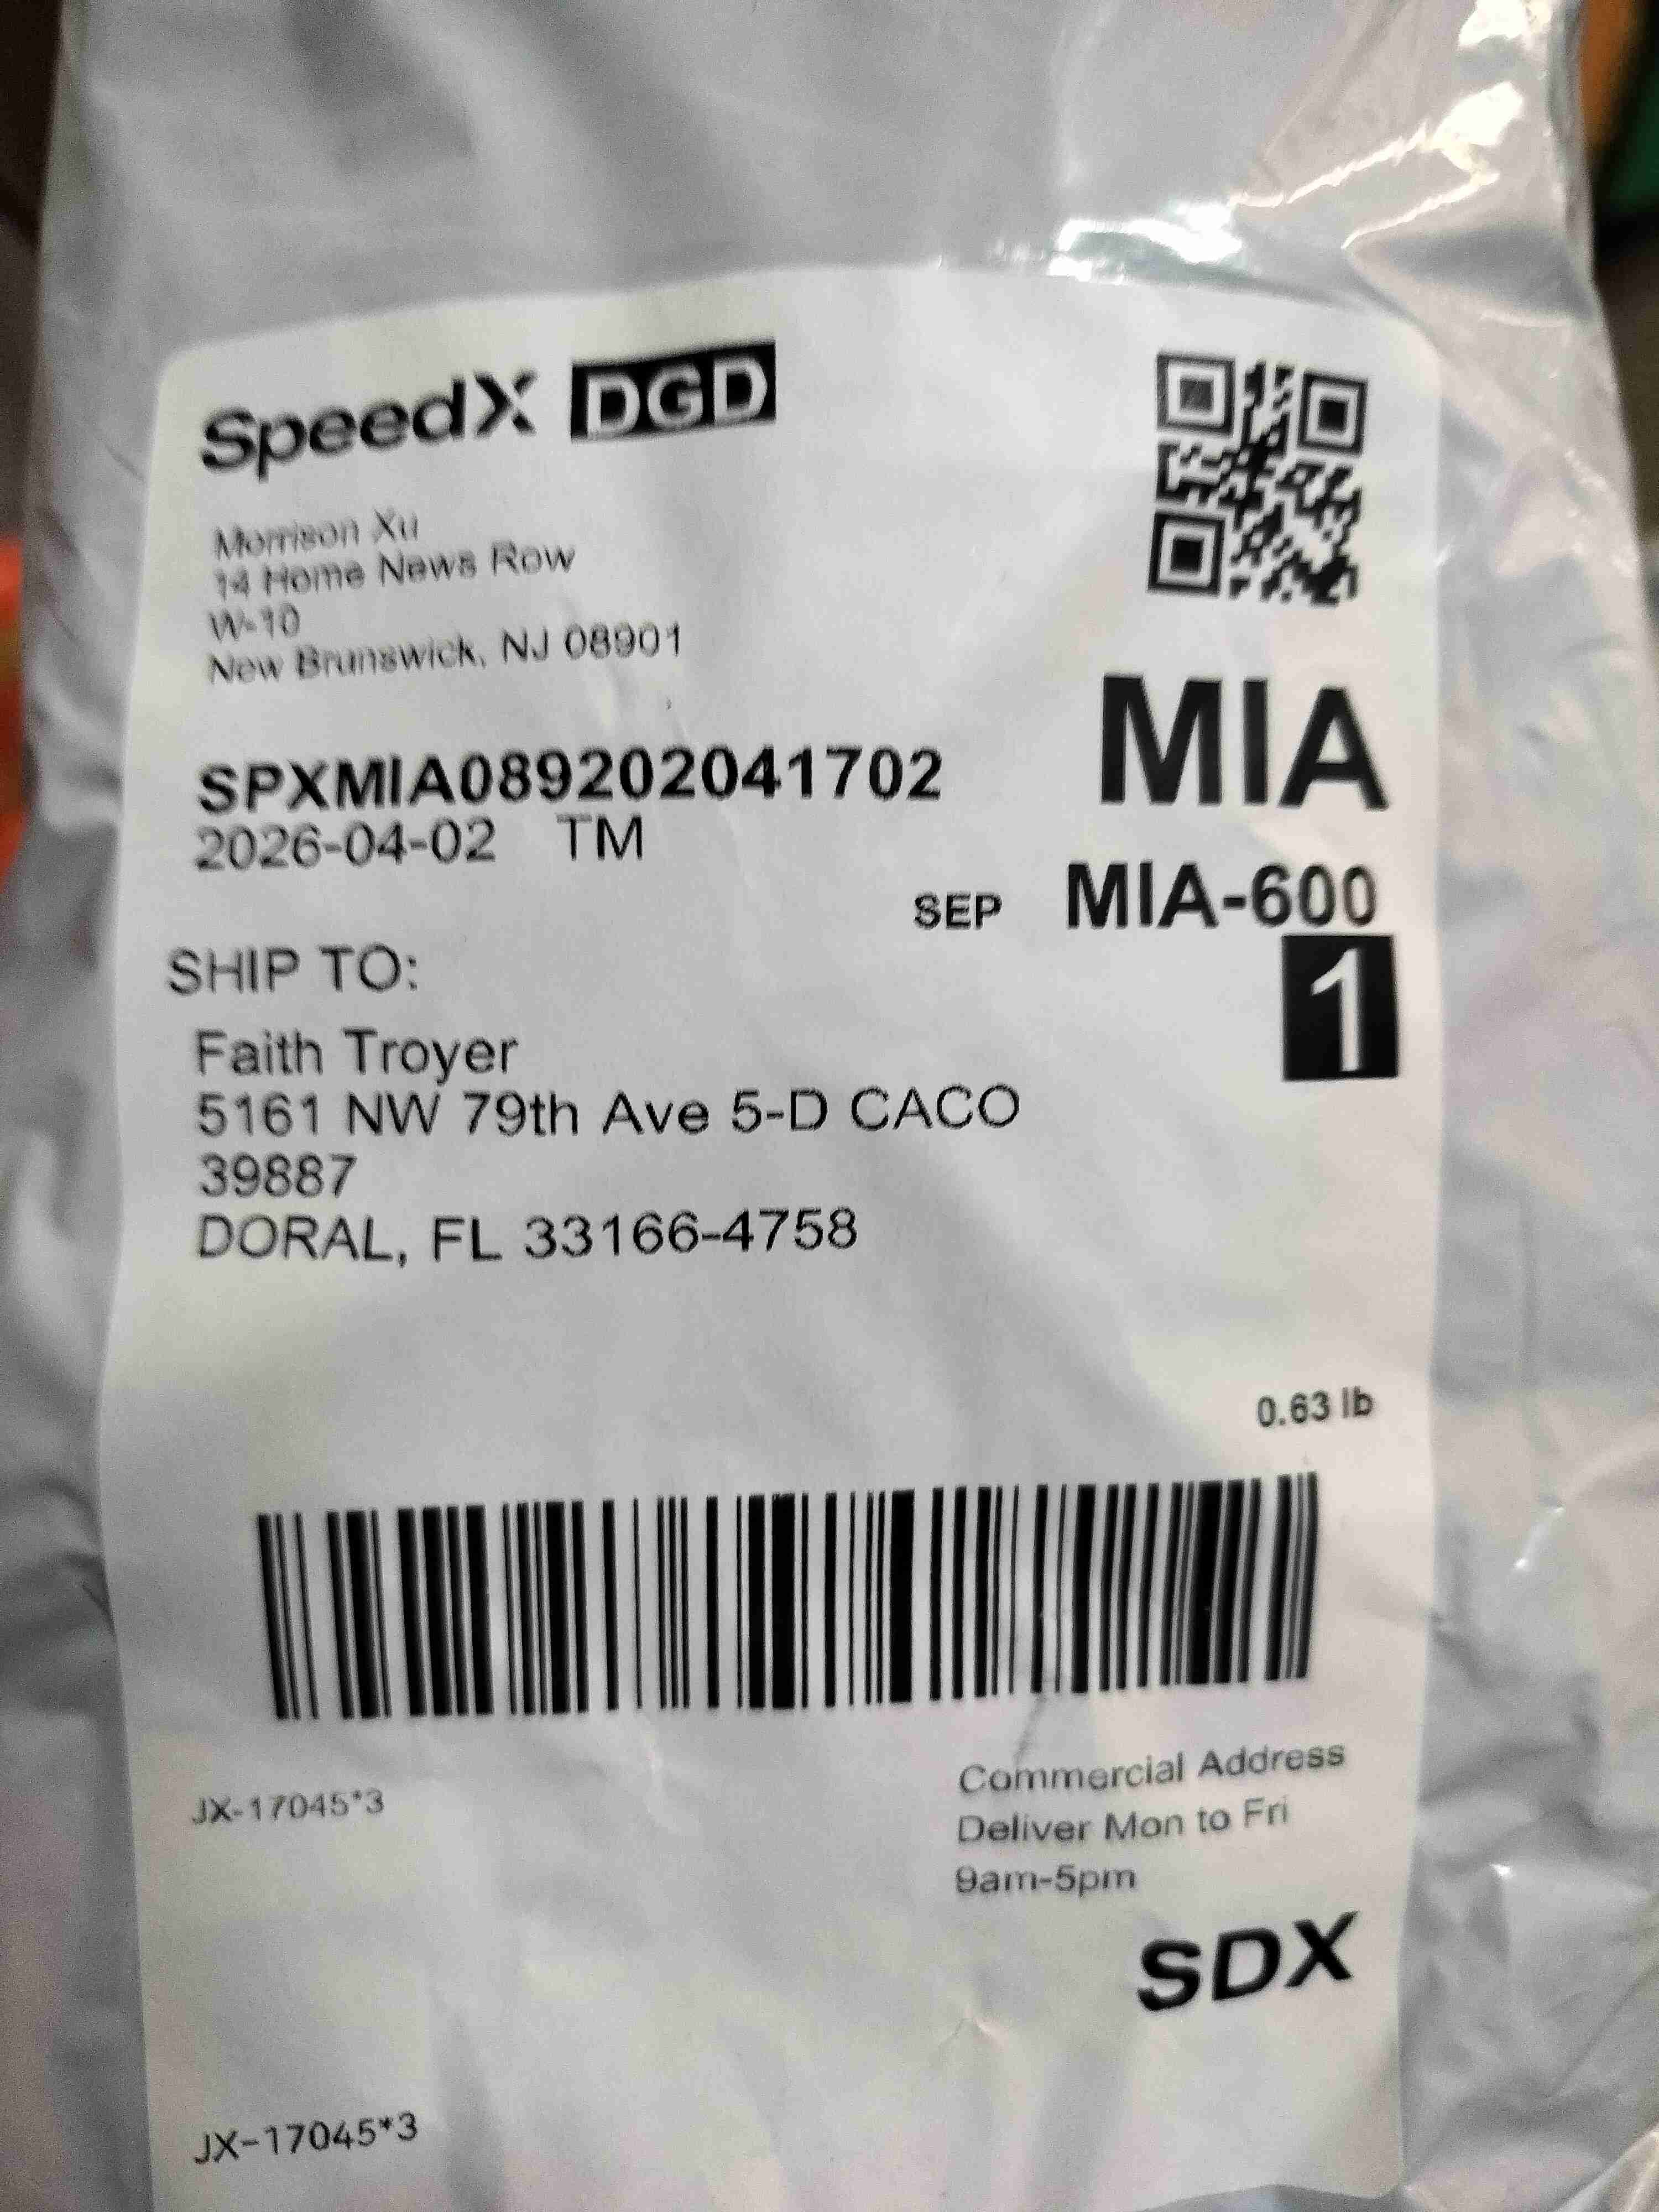 SpeedX DGD
Morrison Xu
14 Home News Row
W-10
New Brunswick, NJ 08901
MIA
SPXMIA089202041702
2026-04-02 TM
SEP MIA-600
1
SHIP TO:
Faith Troyer
5161 NW 79th Ave 5-D CACO
39887
DORAL, FL 33166-4758
0.63 lb
JX-17045*3
Commercial Address
Deliver Mon to Fri
9am-5pm
SDX
JX-17045*3